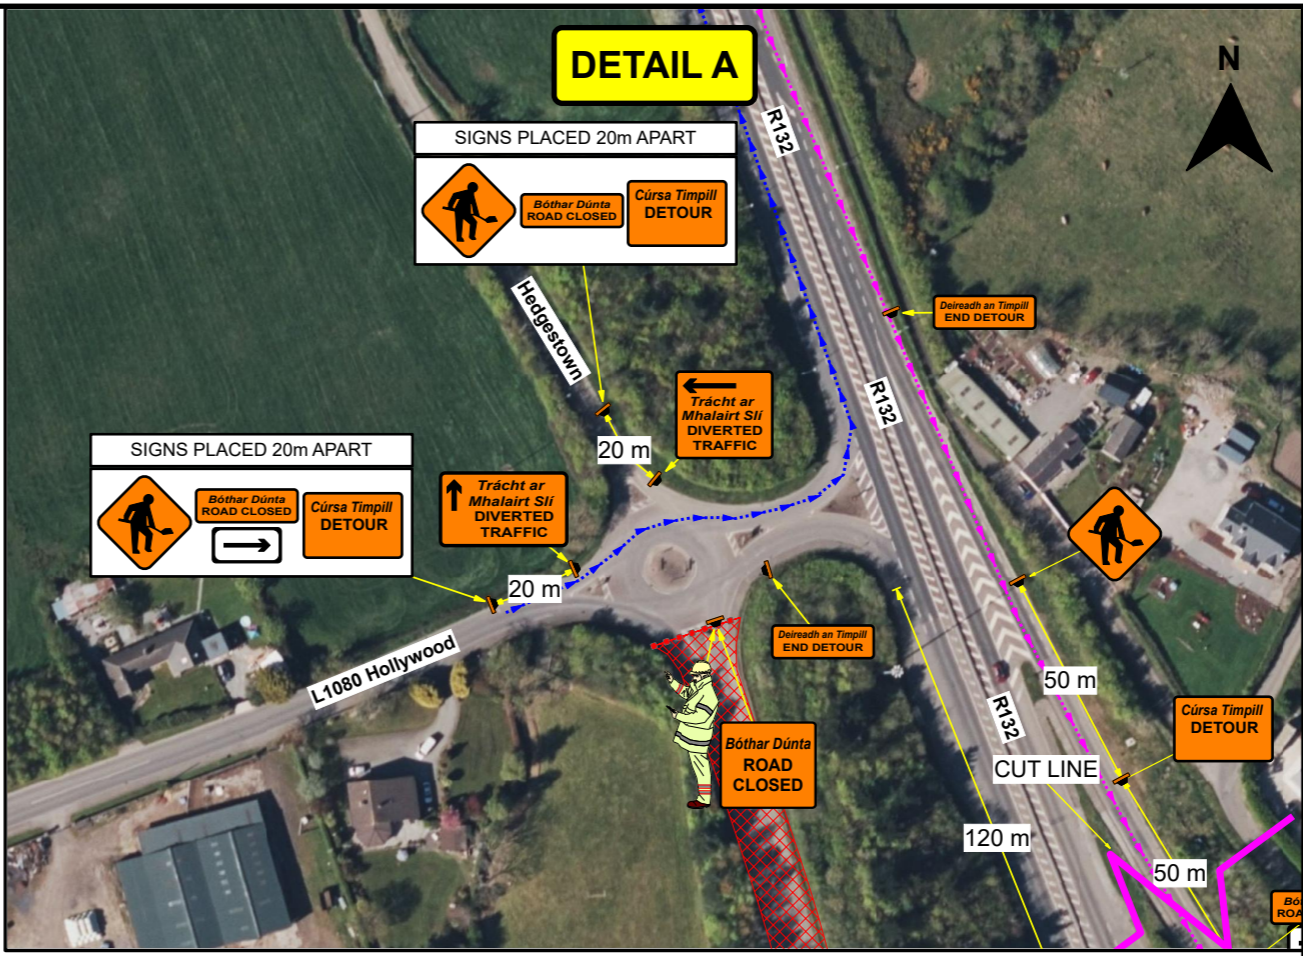 DETAIL A
N
SIGNS PLACED 20m APART
Bóthar Dúnta
ROAD CLOSED
Cúrsa Timpill
DETOUR
R132
Hedgestown
Deireadh an Timpill
END DETOUR
R132
Trácht ar
Mhalairt Slí
DIVERTED
TRAFFIC
20 m
SIGNS PLACED 20m APART
Bóthar Dúnta
ROAD CLOSED
Cúrsa Timpill
DETOUR
Trácht ar
Mhalairt Slí
DIVERTED
TRAFFIC
20 m
L1080 Hollywood
Deireadh an Timpill
END DETOUR
50 m
R132
Cúrsa Timpill
DETOUR
Bóthar Dúnta
ROAD
CLOSED
CUT LINE
120 m
50 m